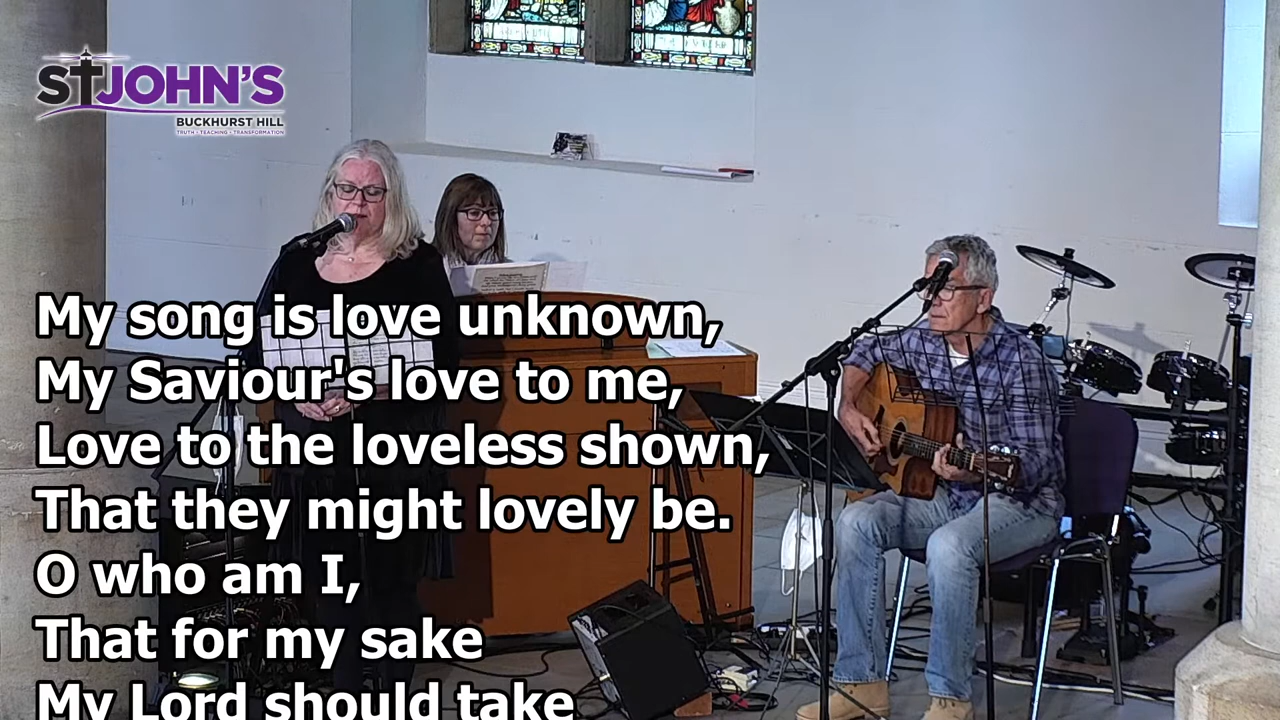 ST JOHN'S
BUCKHURST HILL
TRUTH • TEACHING • TRANSFORMATION
My song is love unknown,
My Saviour's love to me,
Love to the loveless shown,
That they might lovely be.
O who am I,
That for my sake
My Lord should take